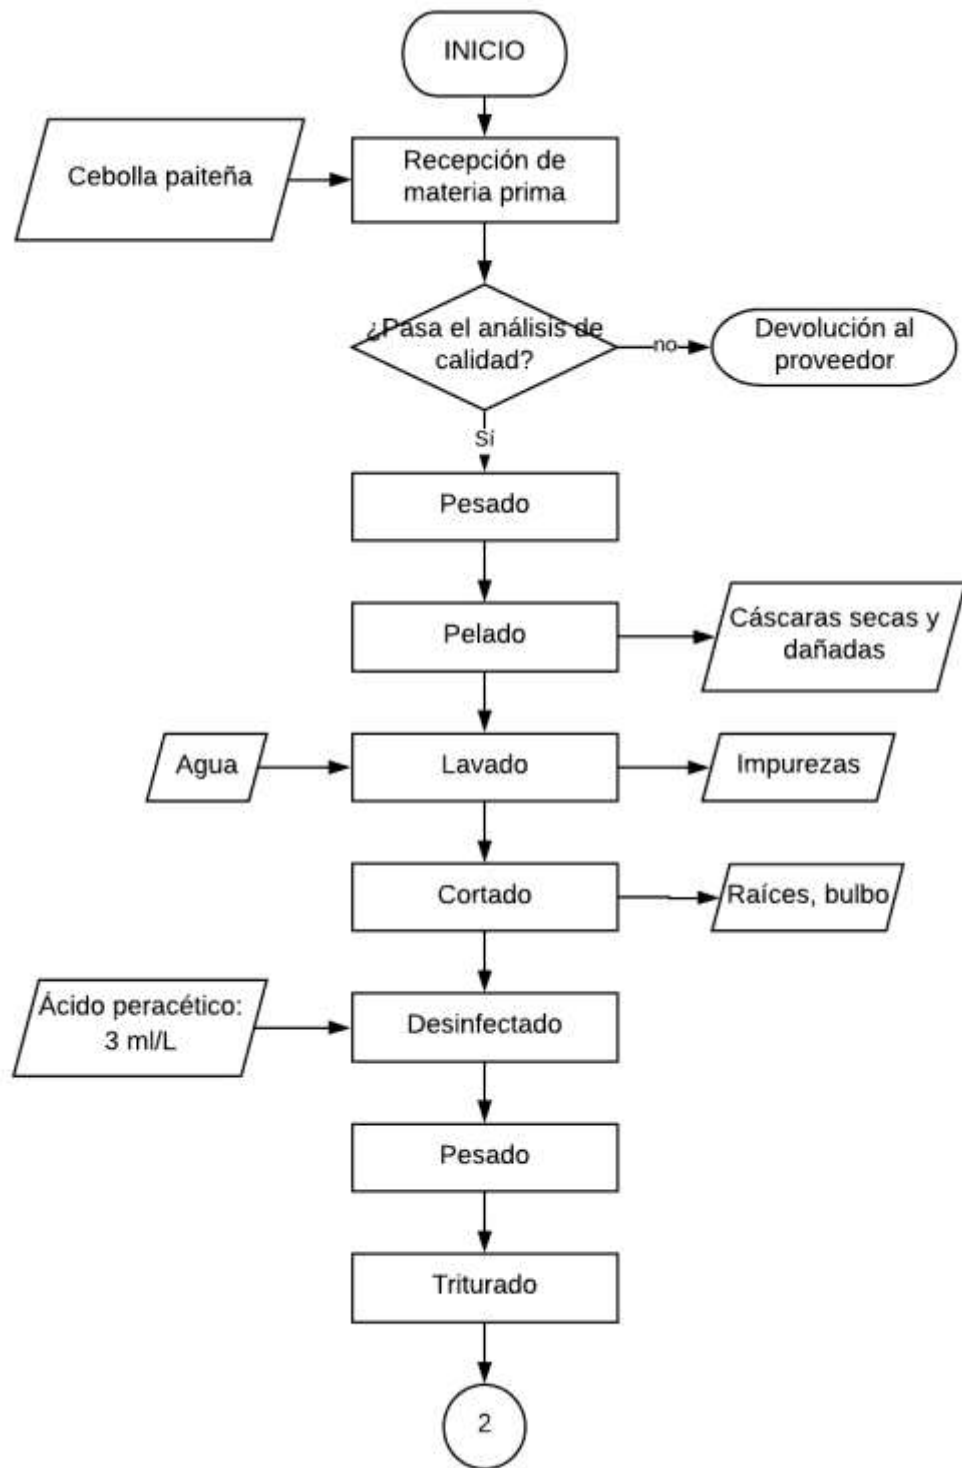 INICIO
Cebolla paiteña
Recepción de
materia prima
¿Pasa el análisis de
calidad?
no
Devolución al
proveedor
Sí
Pesado
Pelado
Cáscaras secas y
dañadas
Agua
Lavado
Impurezas
Cortado
Raíces, bulbo
Ácido peracético:
3 ml/L
Desinfectado
Pesado
Triturado
2